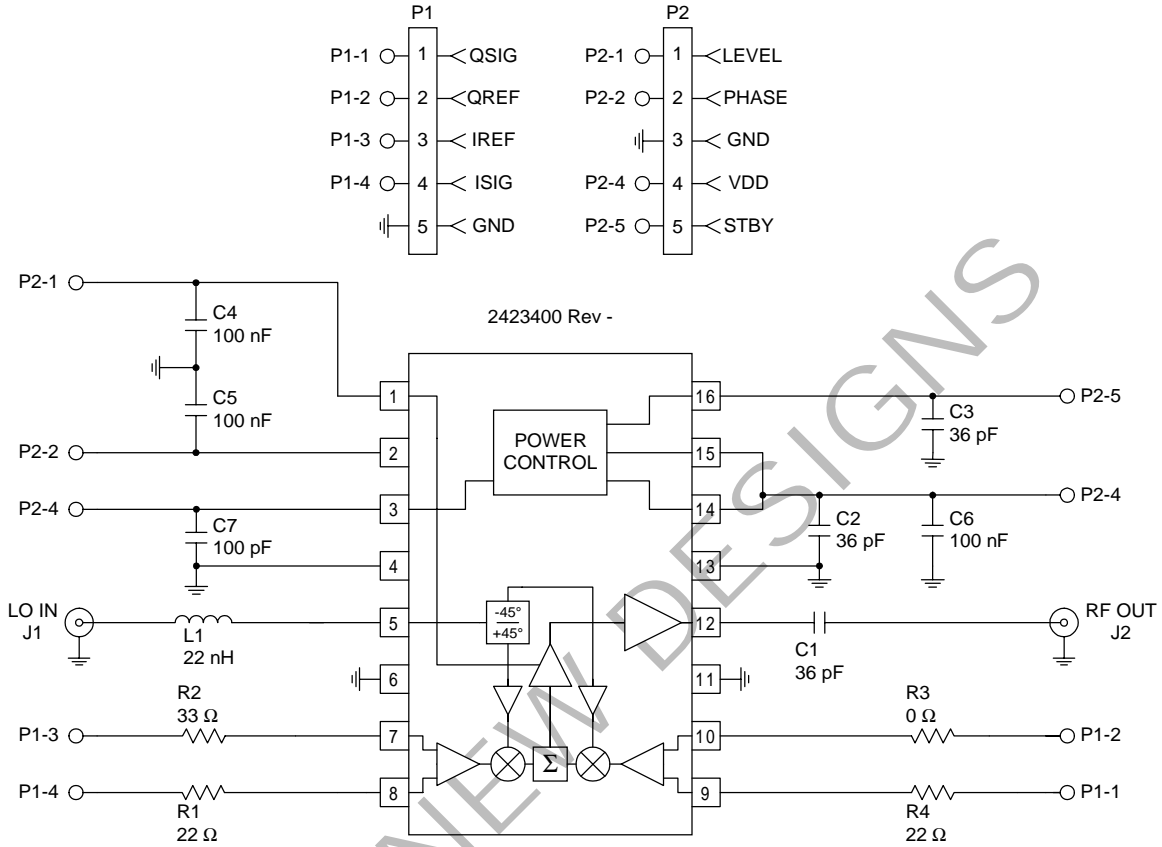 P1
P1-1 1 QSIG
P1-2 2 QREF
P1-3 3 IREF
P1-4 4 ISIG
5 GND
P2
P2-1 1 LEVEL
P2-2 2 PHASE
3 GND
P2-4 4 VDD
P2-5 5 STBY
2423400 Rev -
P2-1
C4
100 nF
C5
100 nF
P2-2
P2-4
C7
100 pF
LO IN
J1
L1
22 nH
R2
33 Ω
P1-3
P1-4
R1
22 Ω
1
2
3
4
5
6
7
8
POWER
CONTROL
-45°
+45°
Σ
16
15
14
13
12
11
10
9
P2-5
C3
36 pF
P2-4
C2
36 pF
C6
100 nF
RF OUT
J2
C1
36 pF
R3
0 Ω
P1-2
P1-1
R4
22 Ω
NEW DESIGNS